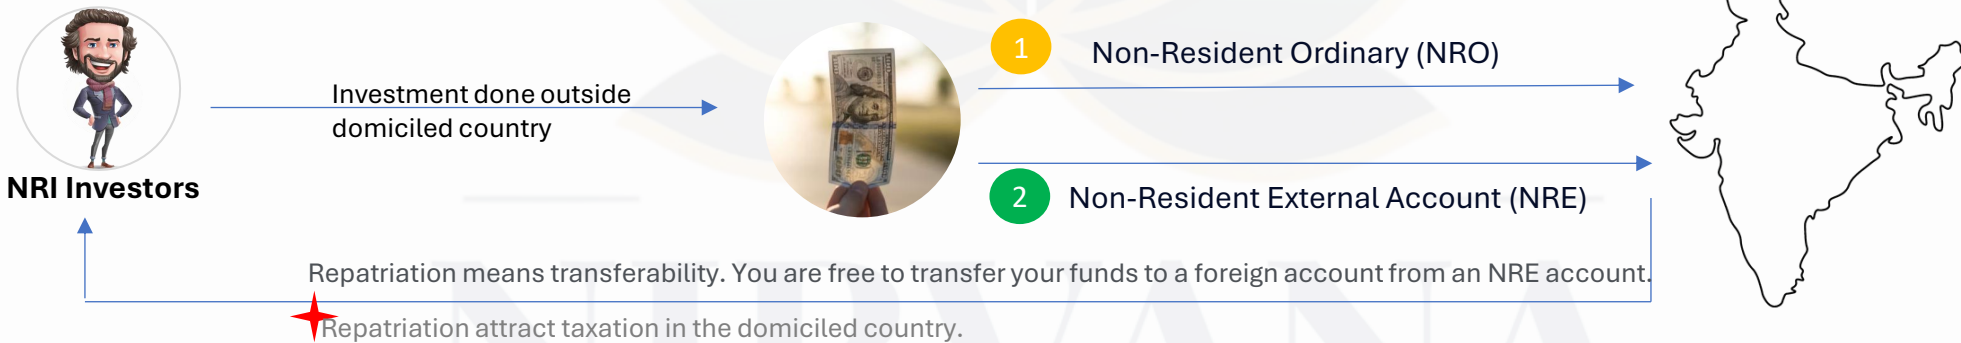 NRI Investors
Investment done outside
domiciled country
1
Non-Resident Ordinary (NRO)
2
Non-Resident External Account (NRE)
Repatriation means transferability. You are free to transfer your funds to a foreign account from an NRE account.
Repatriation attract taxation in the domiciled country.
NIRVANA